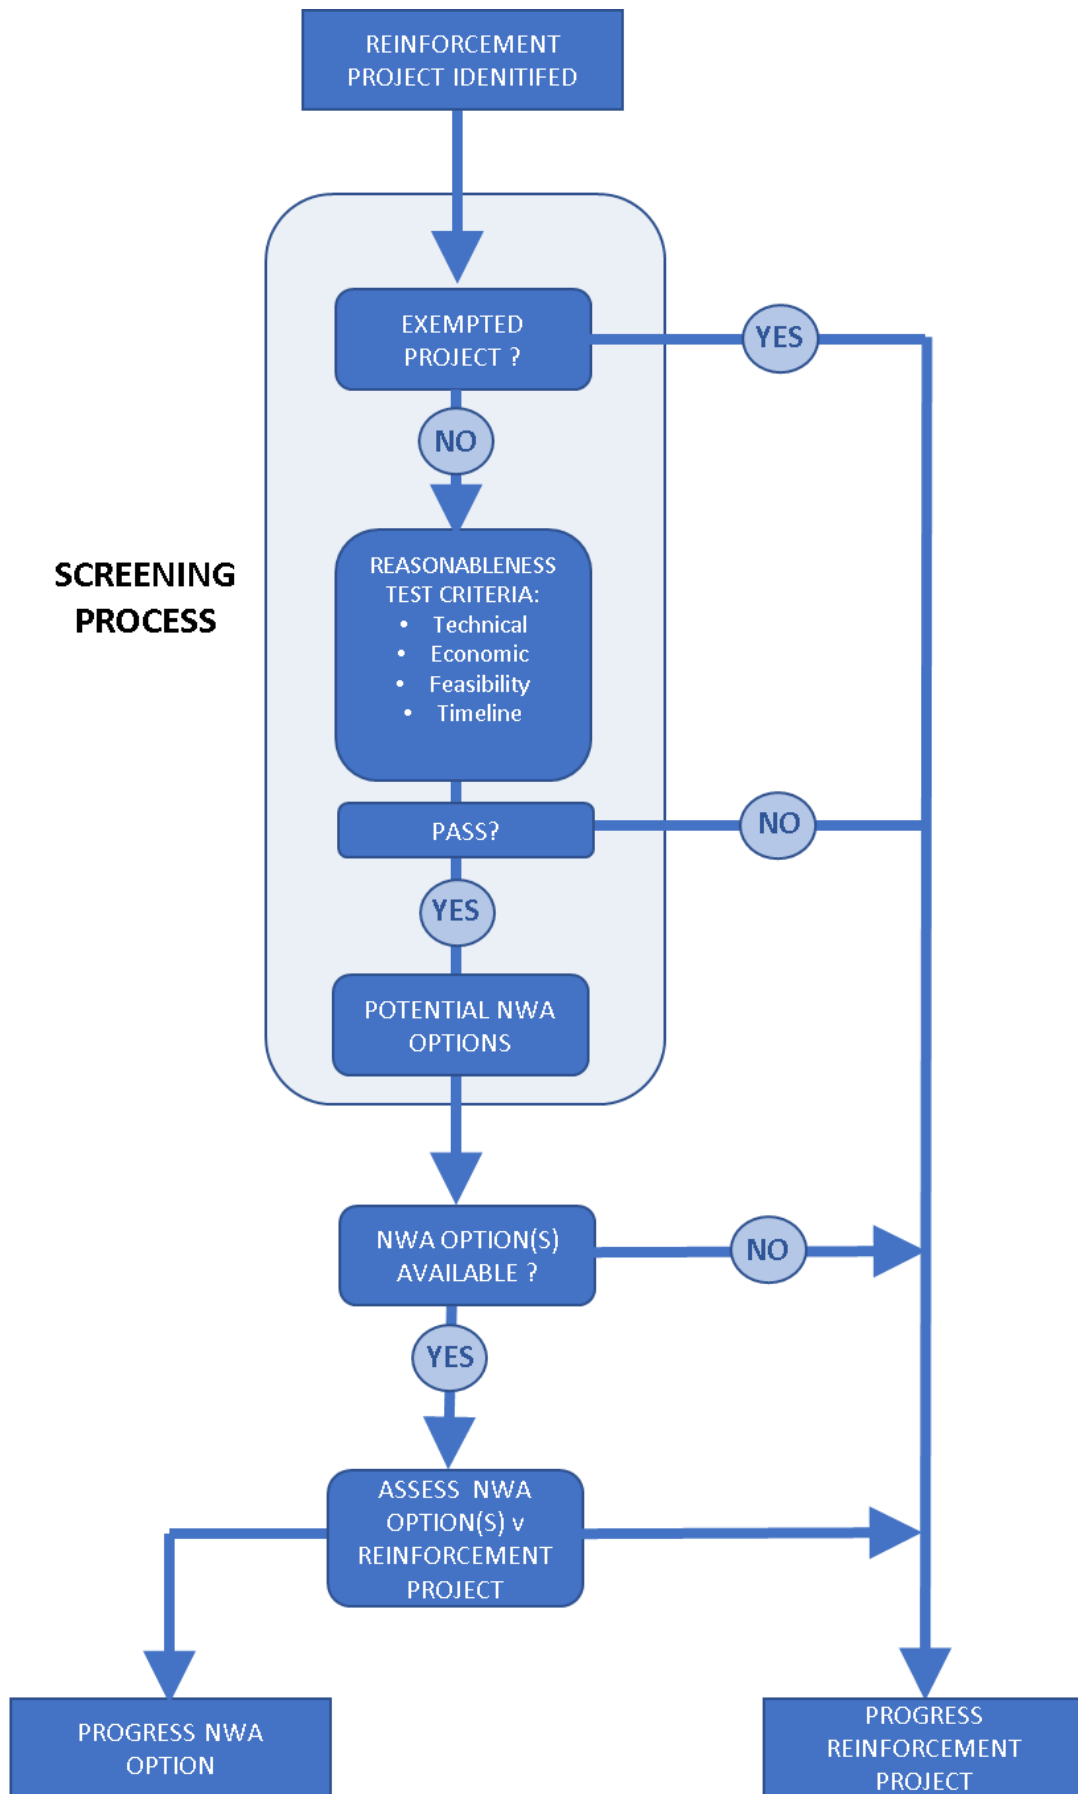 REINFORCEMENT
PROJECT IDENITIFED
EXEMPTED
PROJECT ?
YES
NO
SCREENING
PROCESS
REASONABLENESS
TEST CRITERIA:
• Technical
• Economic
• Feasibility
• Timeline
PASS?
NO
YES
POTENTIAL NWA
OPTIONS
NWA OPTION(S)
AVAILABLE ?
NO
YES
ASSESS NWA
OPTION(S) v
REINFORCEMENT
PROJECT
PROGRESS NWA
OPTION
PROGRESS
REINFORCEMENT
PROJECT